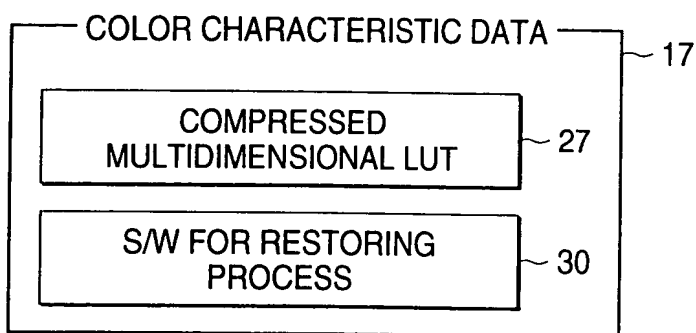 COLOR CHARACTERISTIC DATA
17
COMPRESSED
MULTIDIMENSIONAL LUT
27
S/W FOR RESTORING
PROCESS
30